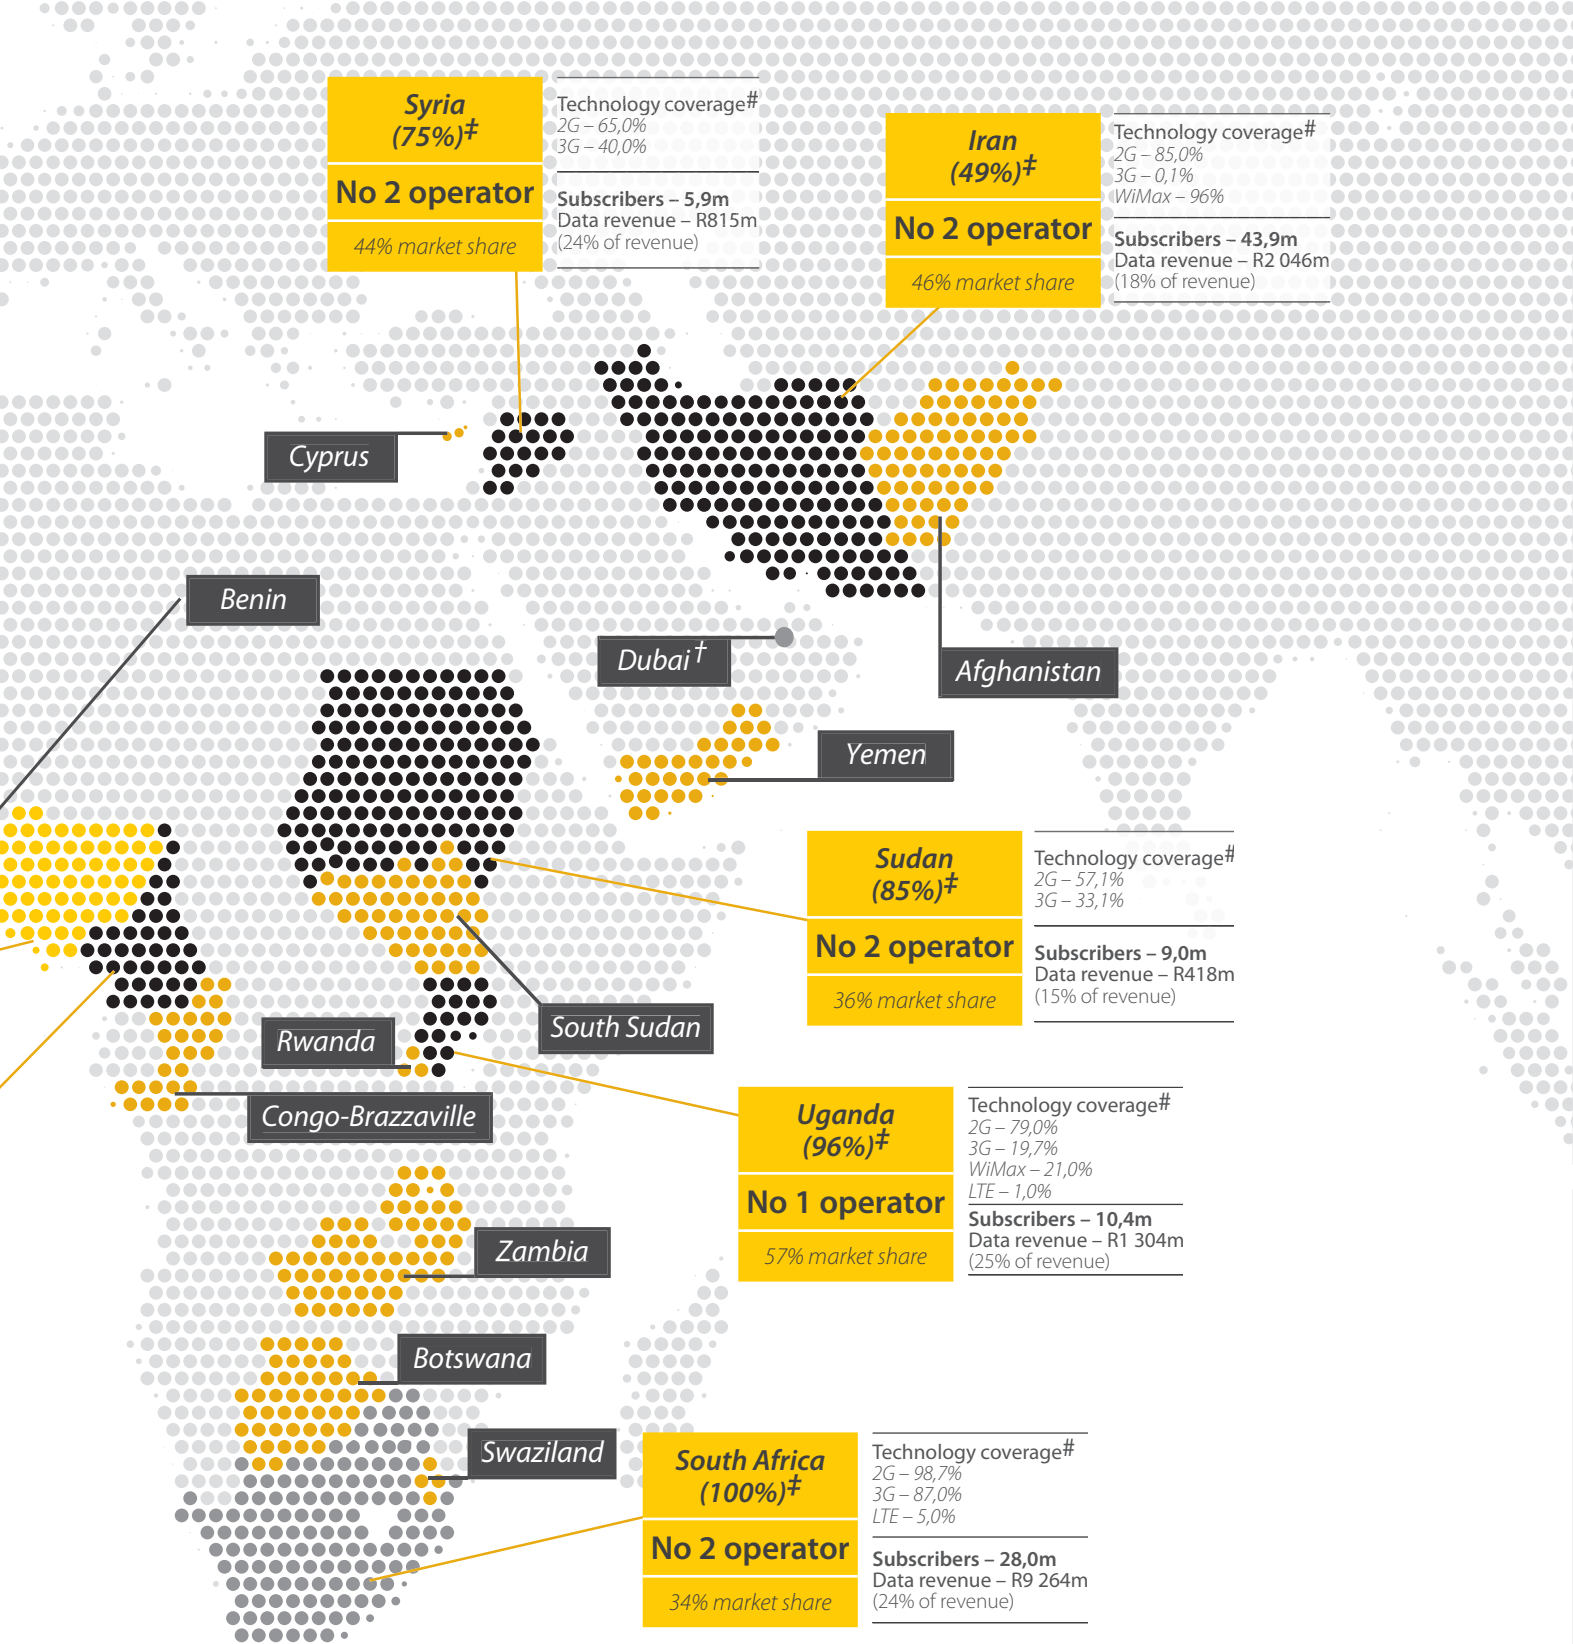 Syria
(75%)‡
No 2 operator
44% market share
Technology coverage#
2G – 65,0%
3G – 40,0%
Subscribers – 5,9m
Data revenue – R815m
(24% of revenue)
Iran
(49%)‡
No 2 operator
46% market share
Technology coverage#
2G – 85,0%
3G – 0,1%
WiMax – 96%
Subscribers – 43,9m
Data revenue – R2 046m
(18% of revenue)
Cyprus
Benin
Dubai†
Afghanistan
Yemen
Sudan
(85%)‡
No 2 operator
36% market share
Technology coverage#
2G – 57,1%
3G – 33,1%
Subscribers – 9,0m
Data revenue – R418m
(15% of revenue)
South Sudan
Rwanda
Congo-Brazzaville
Uganda
(96%)‡
No 1 operator
57% market share
Technology coverage#
2G – 79,0%
3G – 19,7%
WiMax – 21,0%
LTE – 1,0%
Subscribers – 10,4m
Data revenue – R1 304m
(25% of revenue)
Zambia
Botswana
Swaziland
South Africa
(100%)‡
No 2 operator
34% market share
Technology coverage#
2G – 98,7%
3G – 87,0%
LTE – 5,0%
Subscribers – 28,0m
Data revenue – R9 264m
(24% of revenue)